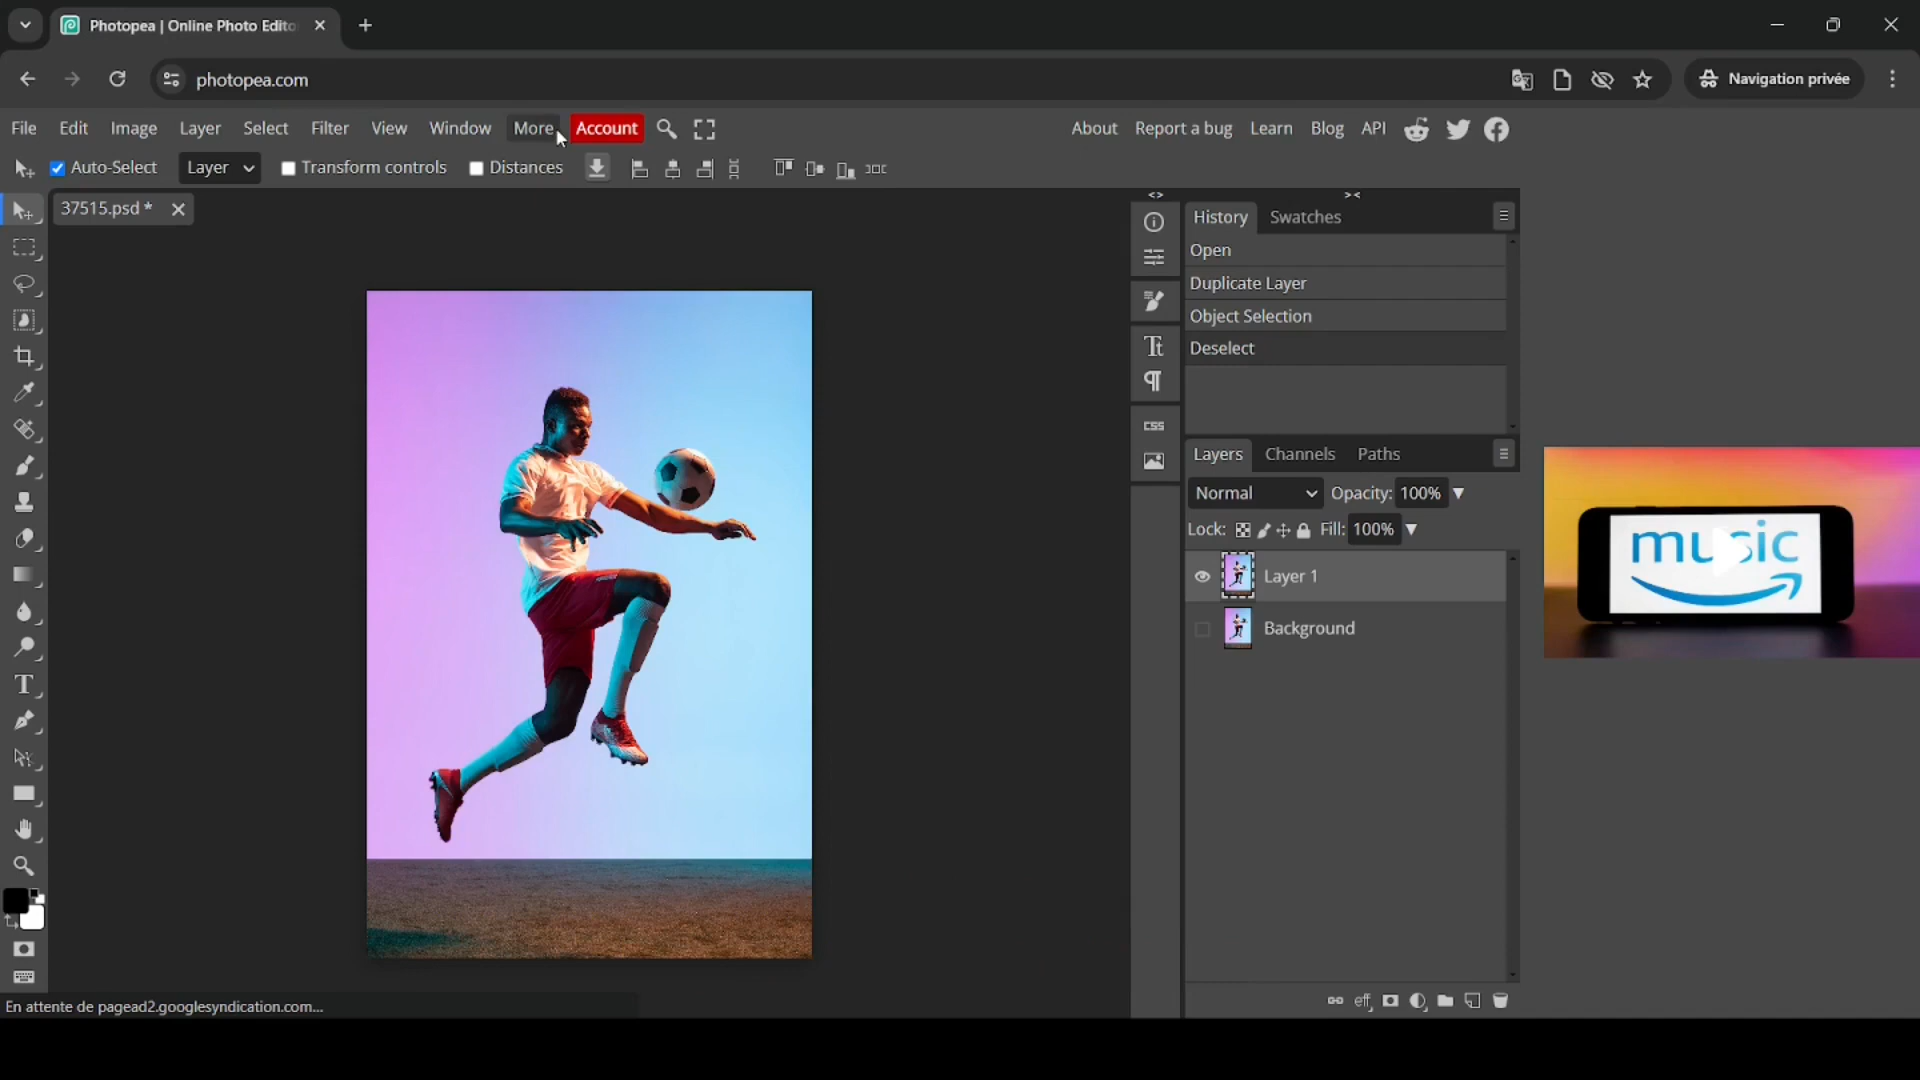 Photopea | Online Photo Edito
photopea.com
Navigation privée
File Edit Image Layer Select Filter View Window More Account
About Report a bug Learn Blog API
Auto-Select Layer Transform controls Distances
37515.psd *
History Swatches
Open
Duplicate Layer
Object Selection
Deselect
Tt
css
Layers Channels Paths
Normal Opacity: 100%
Lock: Fill: 100%
Layer 1
Background
T
music
eff
En attente de pagead2.googlesyndication.com...